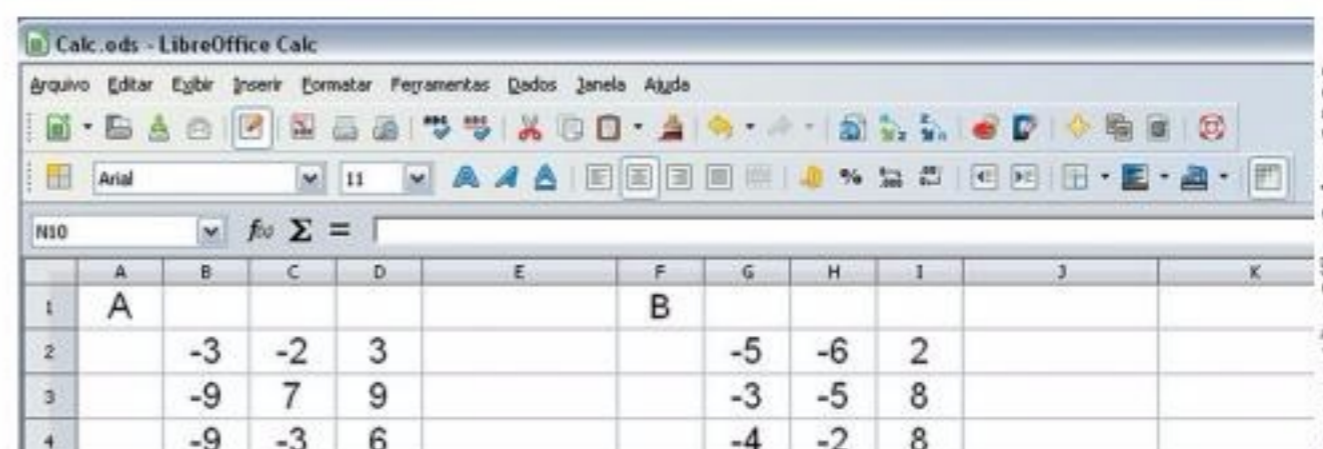 Calc.ods - LibreOffice Calc
Arquivo Editar Exibir Inserir Formatar Ferramentas Dados Janela Ajuda
Arial 11
N10
A B C D E F G H I J K
1 A B
2 -3 -2 3 -5 -6 2
3 -9 7 9 -3 -5 8
4 -9 -3 6 -4 -2 8